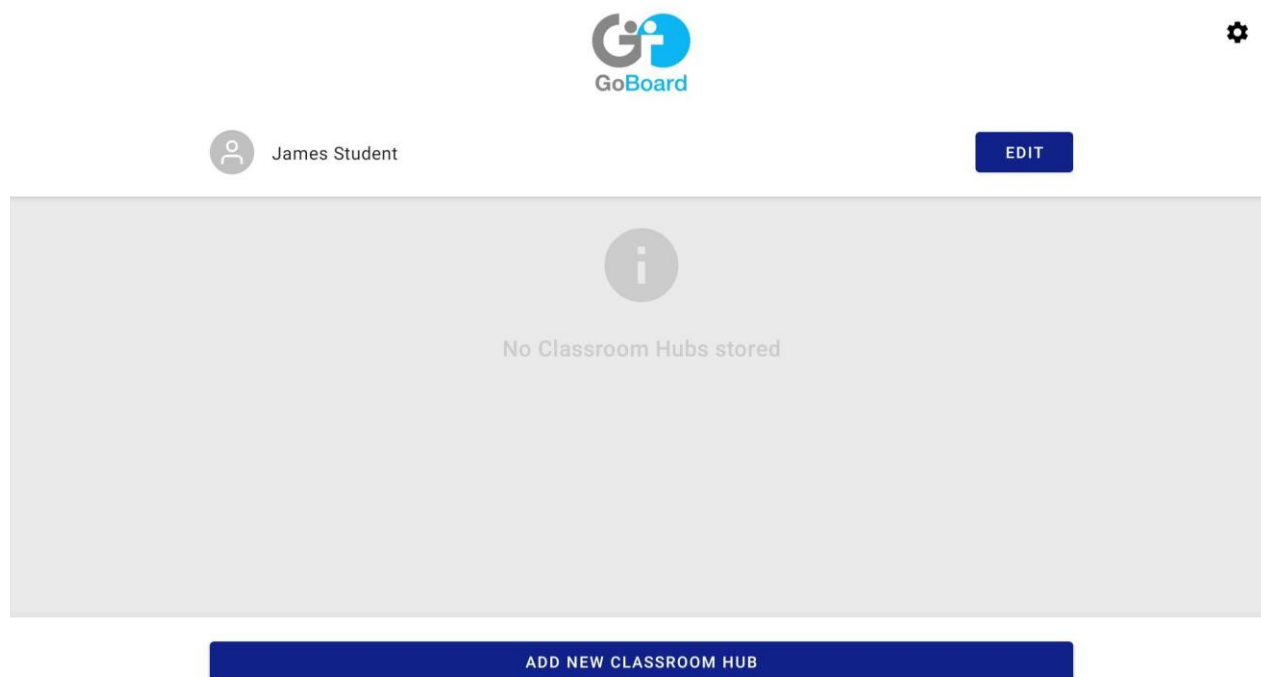 GoBoard
James Student
EDIT
No Classroom Hubs stored
ADD NEW CLASSROOM HUB